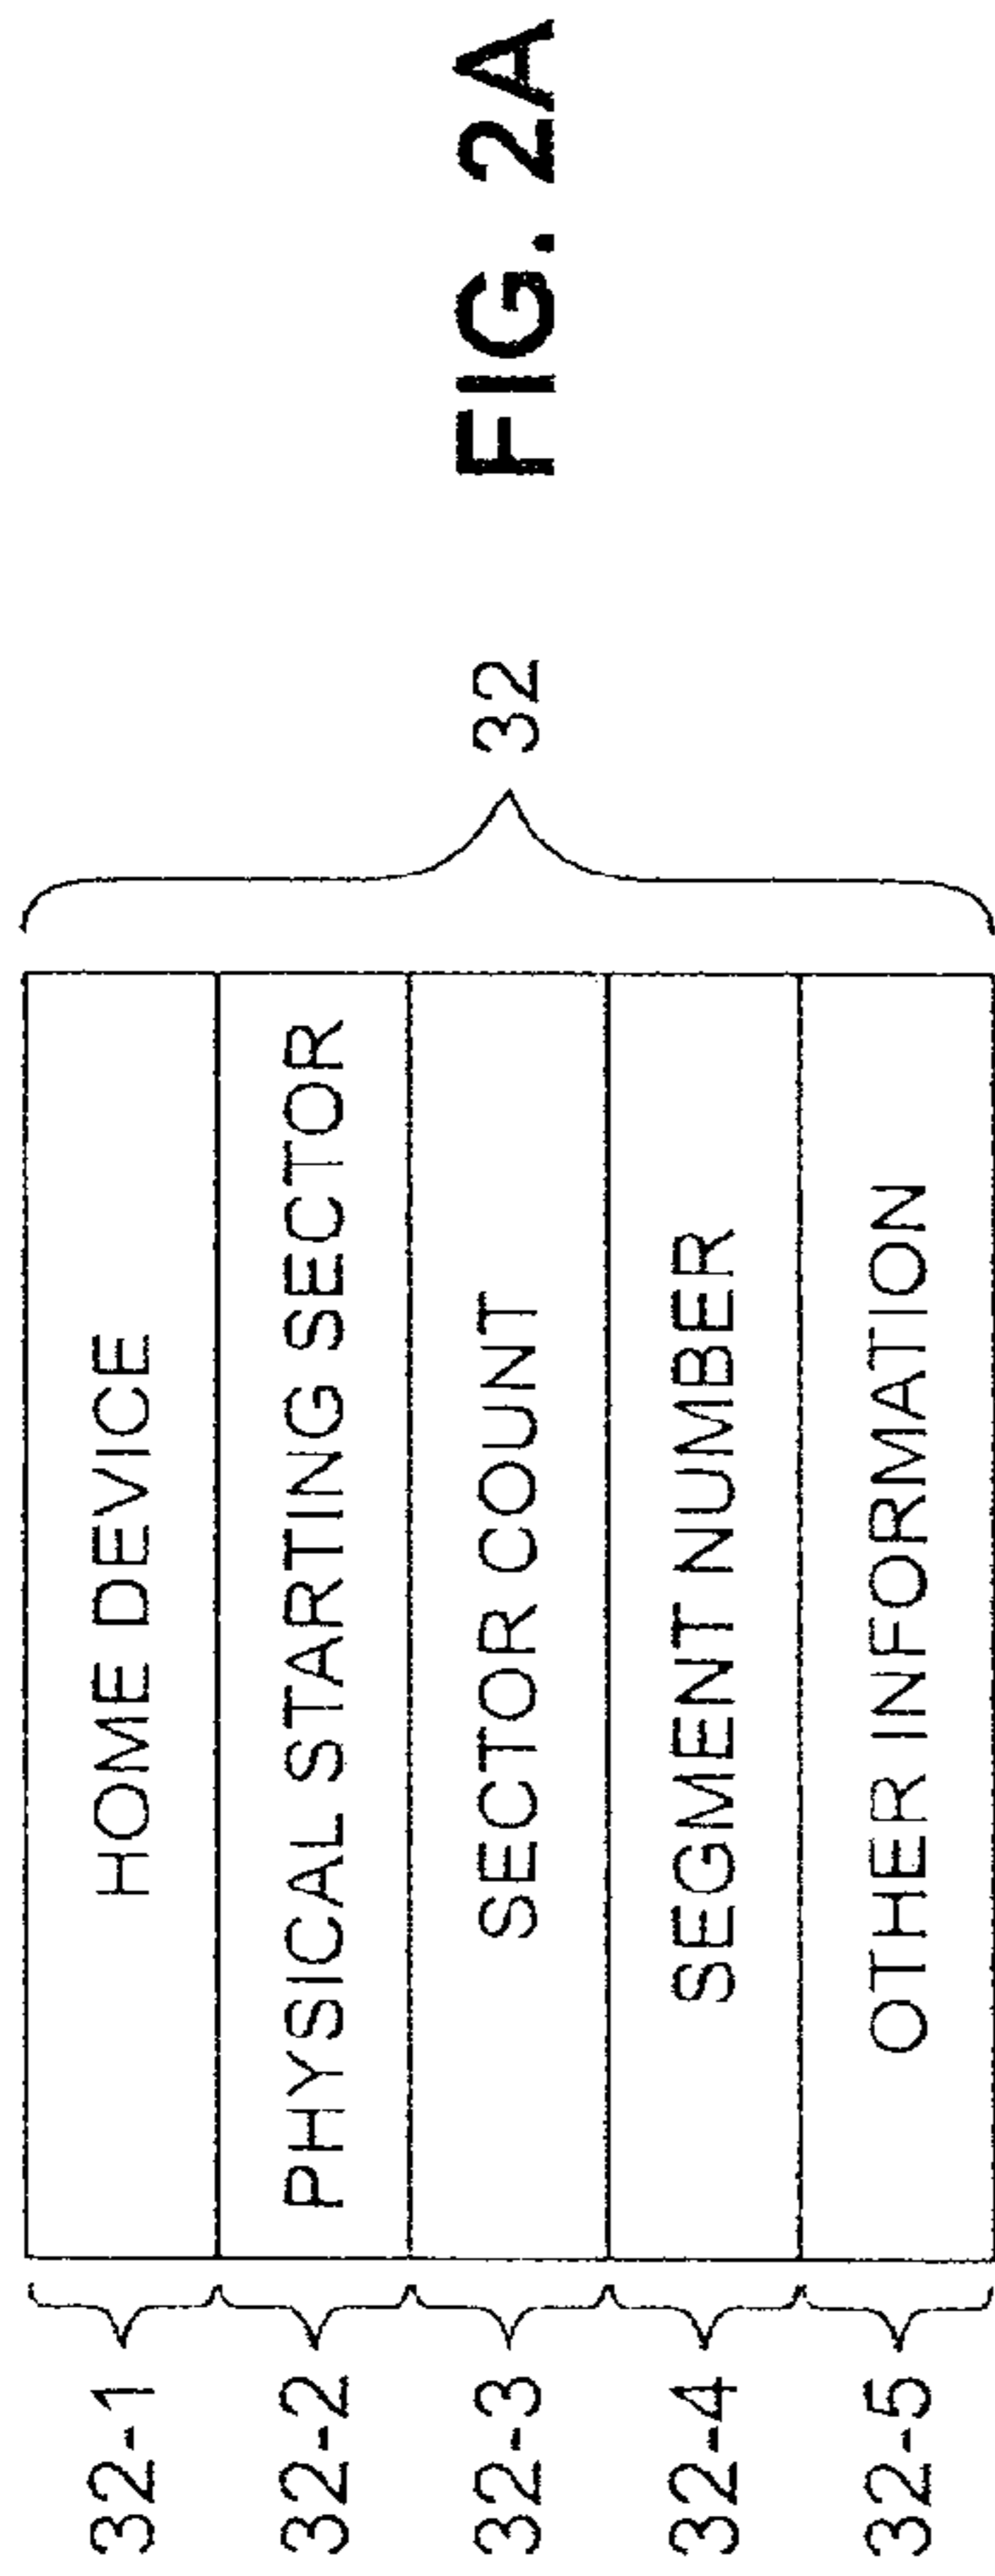 32-1 HOME DEVICE
32-2 PHYSICAL STARTING SECTOR
32-3 SECTOR COUNT
32-4 SEGMENT NUMBER
32-5 OTHER INFORMATION
32
FIG. 2A